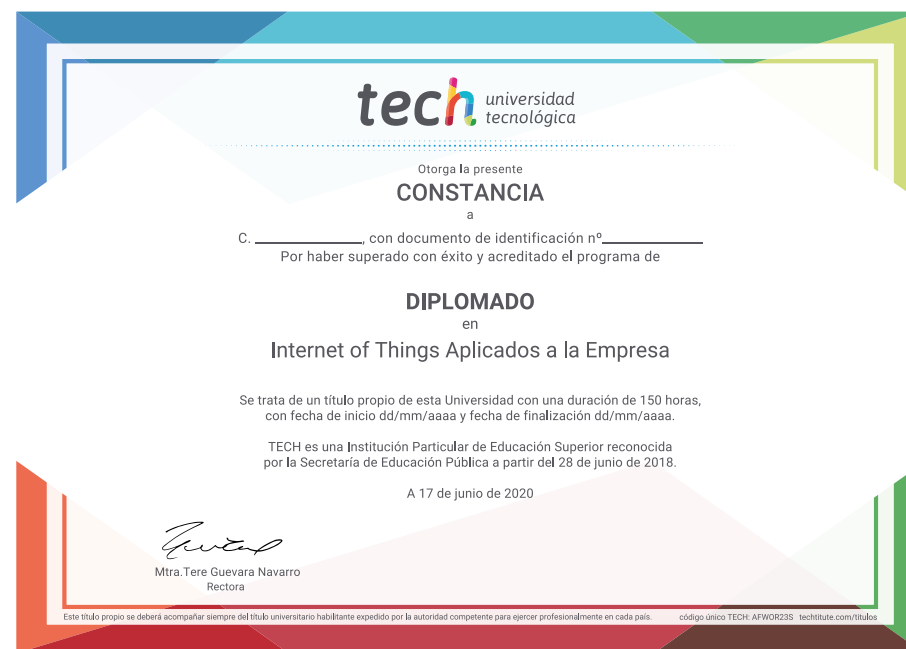 tech universidad
tecnológica
Otorga la presente
CONSTANCIA
a
C. ____________, con documento de identificación nº____________
Por haber superado con éxito y acreditado el programa de
DIPLOMADO
en
Internet of Things Aplicados a la Empresa
Se trata de un título propio de esta Universidad con una duración de 150 horas,
con fecha de inicio dd/mm/aaaa y fecha de finalización dd/mm/aaaa.
TECH es una Institución Particular de Educación Superior reconocida
por la Secretaría de Educación Pública a partir del 28 de junio de 2018.
A 17 de junio de 2020
Mtra.Tere Guevara Navarro
Rectora
Este título propio se deberá acompañar siempre del título universitario habilitante expedido por la autoridad competente para ejercer profesionalmente en cada país. código único TECH: AFWOR23S techtitute.com/titulos